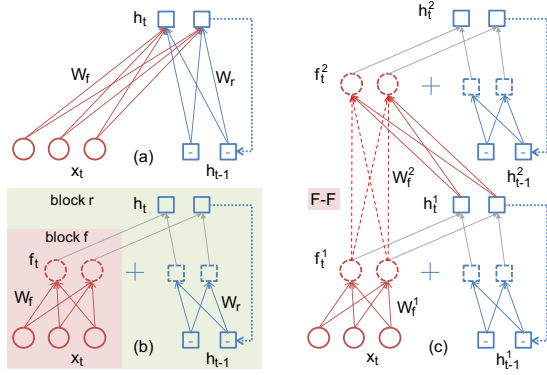 h_t
W_f
W_r
x_t
(a)
h_{t-1}
block r
h_t
block f
f_t
+
W_f
W_r
x_t
(b)
h_{t-1}
h_t^2
f_t^2
+
W_f^2
h_{t-1}^2
F-F
h_t^1
f_t^1
+
W_f^1
x_t
(c)
h_{t-1}^1